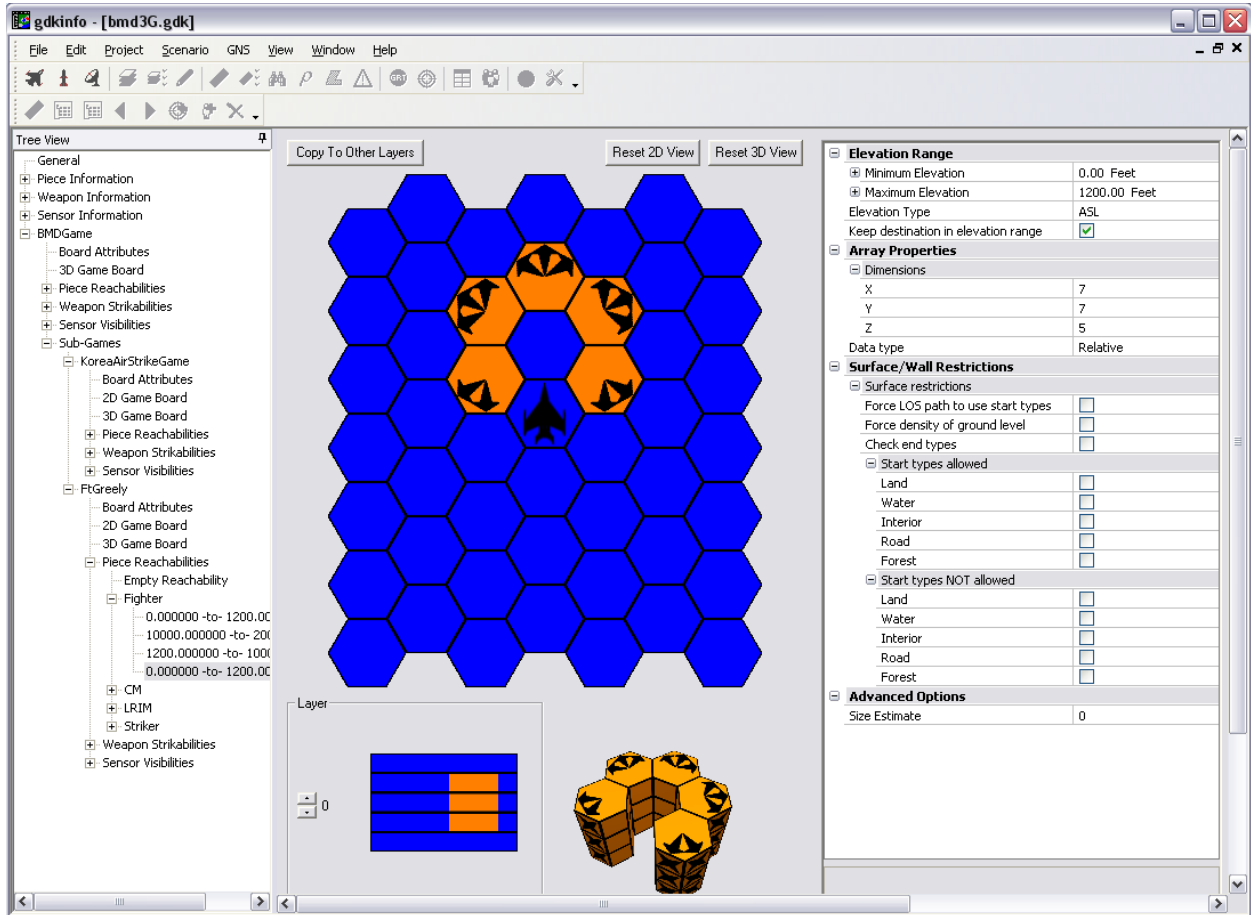 gdkinfo - [bmd3G.gdk]
File Edit Project Scenario GNS View Window Help
GRT
Tree View
General
Piece Information
Weapon Information
Sensor Information
BMDGame
Board Attributes
3D Game Board
Piece Reachabilities
Weapon Strikabilities
Sensor Visibilities
Sub-Games
KoreaAirStrikeGame
Board Attributes
2D Game Board
3D Game Board
Piece Reachabilities
Weapon Strikabilities
Sensor Visibilities
FtGreely
Board Attributes
2D Game Board
3D Game Board
Piece Reachabilities
Empty Reachability
Fighter
0.000000 -to- 1200.00
10000.000000 -to- 200
1200.000000 -to- 1000
0.000000 -to- 1200.00
CM
LRIM
Striker
Weapon Strikabilities
Sensor Visibilities
Copy To Other Layers Reset 2D View Reset 3D View
Layer
0
Elevation Range
Minimum Elevation 0.00 Feet
Maximum Elevation 1200.00 Feet
Elevation Type ASL
Keep destination in elevation range
Array Properties
Dimensions
X 7
Y 7
Z 5
Data type Relative
Surface/Wall Restrictions
Surface restrictions
Force LOS path to use start types
Force density of ground level
Check end types
Start types allowed
Land
Water
Interior
Road
Forest
Start types NOT allowed
Land
Water
Interior
Road
Forest
Advanced Options
Size Estimate 0